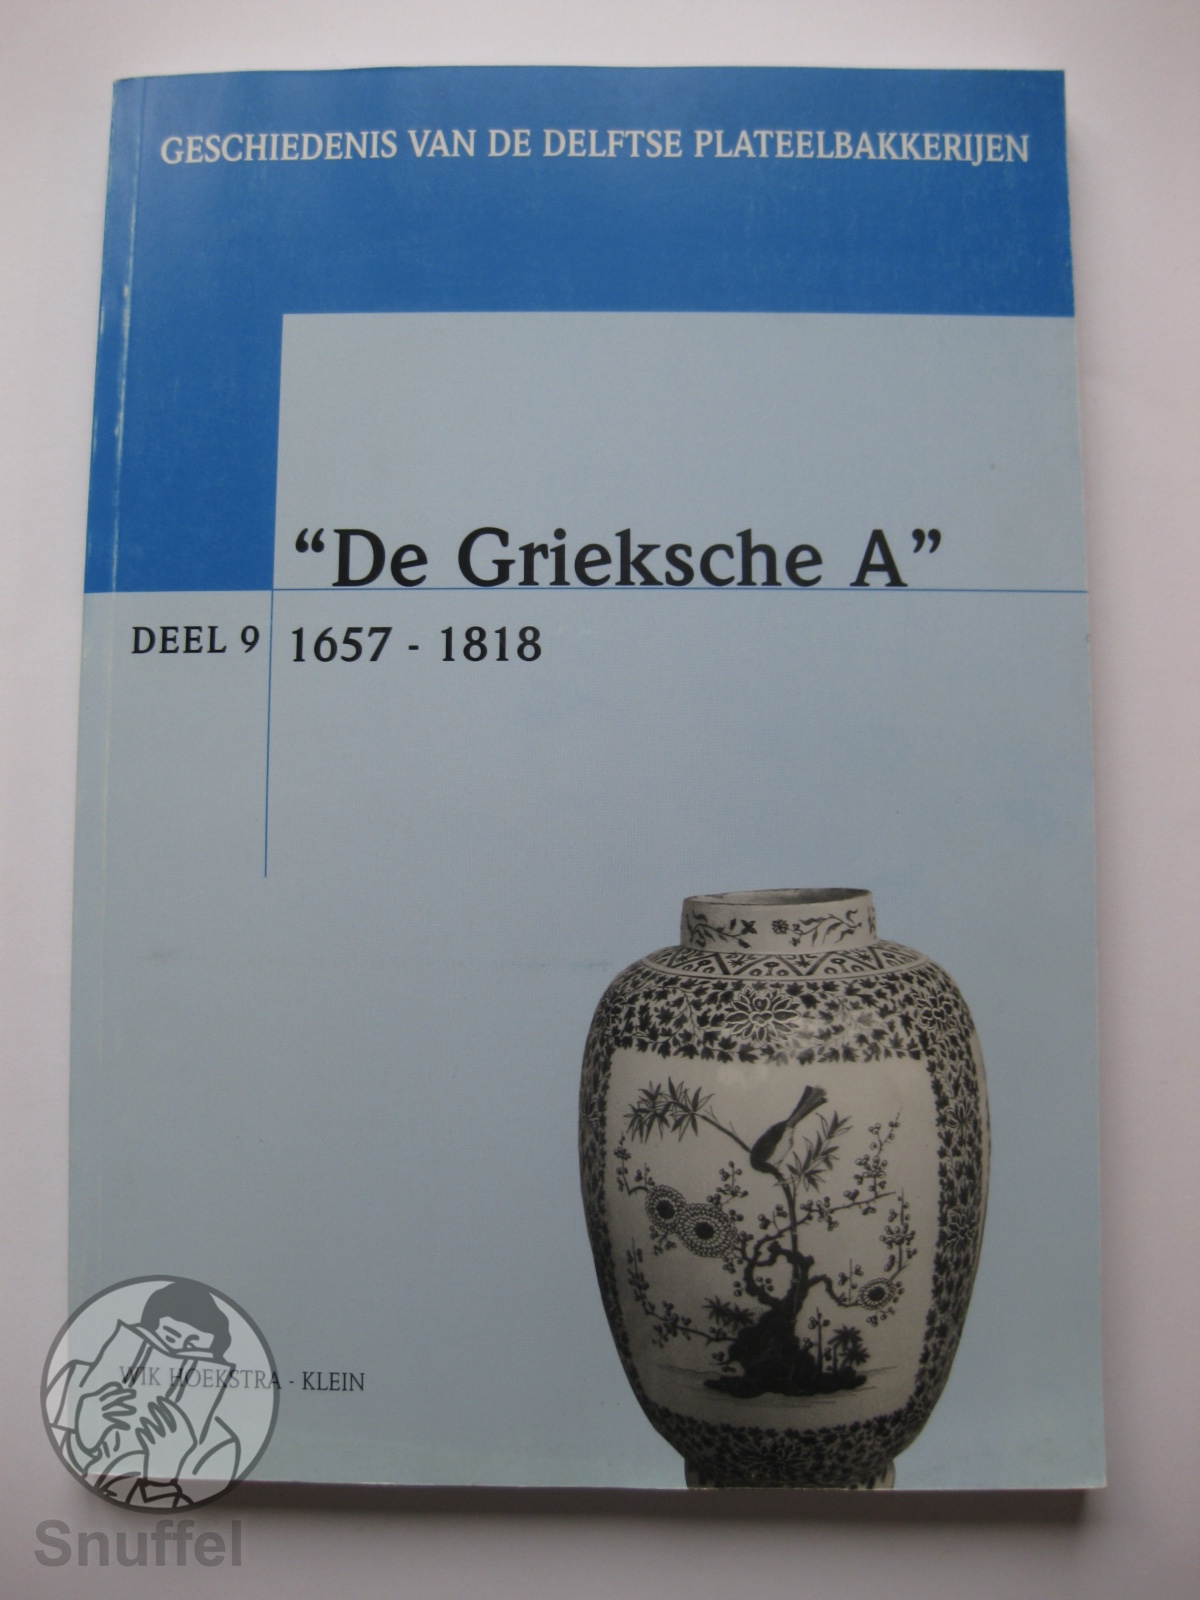 GESCHIEDENIS VAN DE DELFTSE PLATEELBAKKERIJEN
“De Grieksche A”
DEEL 9 1657 - 1818
WIK HOEKSTRA - KLEIN
Snuffel